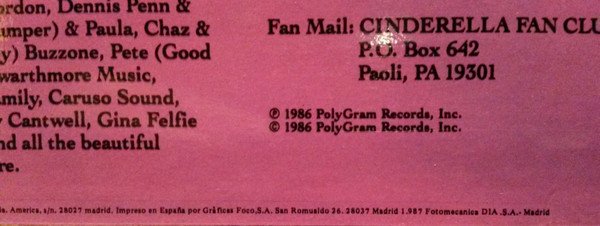 ordon, Dennis Penn &
umper) & Paula, Chaz &
y) Buzzone, Pete (Good
warthmore Music,
amily, Caruso Sound,
y Cantwell, Gina Felfie
nd all the beautiful
re.
Fan Mail: CINDERELLA FAN CLU
P.O. Box 642
Paoli, PA 19301
℗ 1986 PolyGram Records, Inc.
© 1986 PolyGram Records, Inc.
da. America, s/n. 28027 madrid. Impreso en España por Gráficas Foco,S.A. San Romualdo 26. 28037 Madrid 1.987 Fotomecanica DIA.,S.A.- Madrid